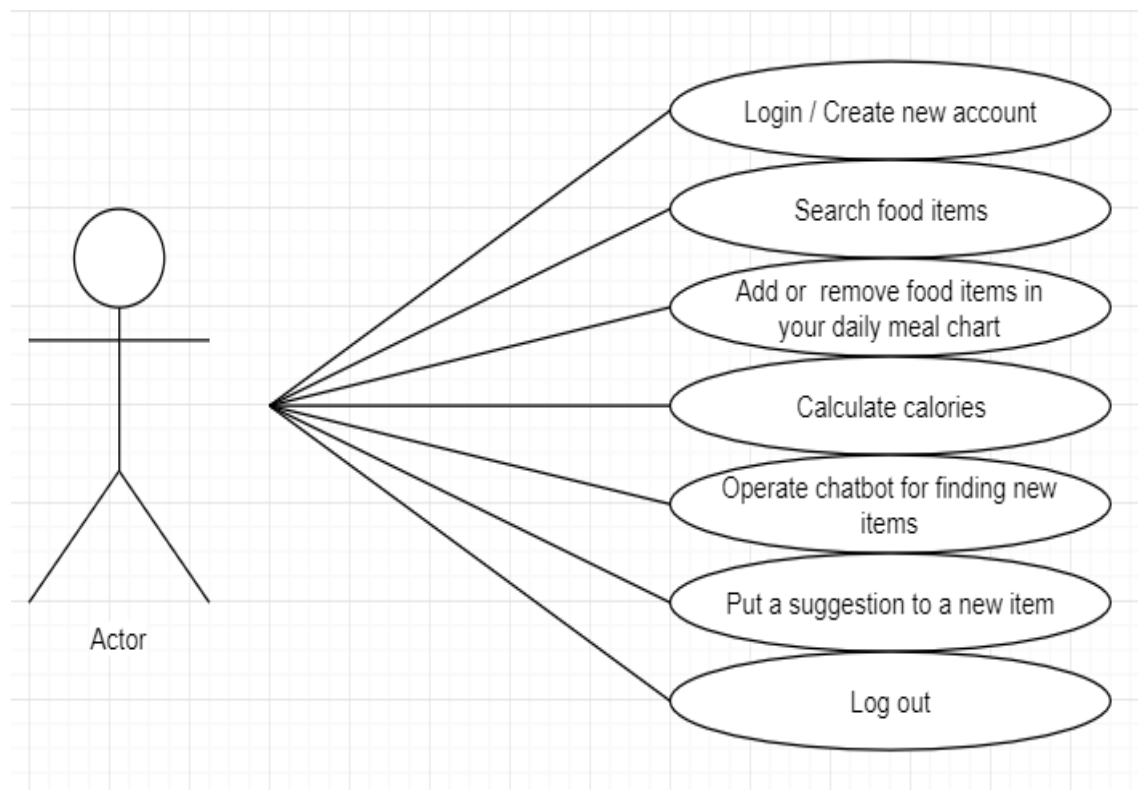 Login / Create new account
Search food items
Add or  remove food items in
your daily meal chart
Calculate calories
Operate chatbot for finding new
items
Put a suggestion to a new item
Log out
Actor